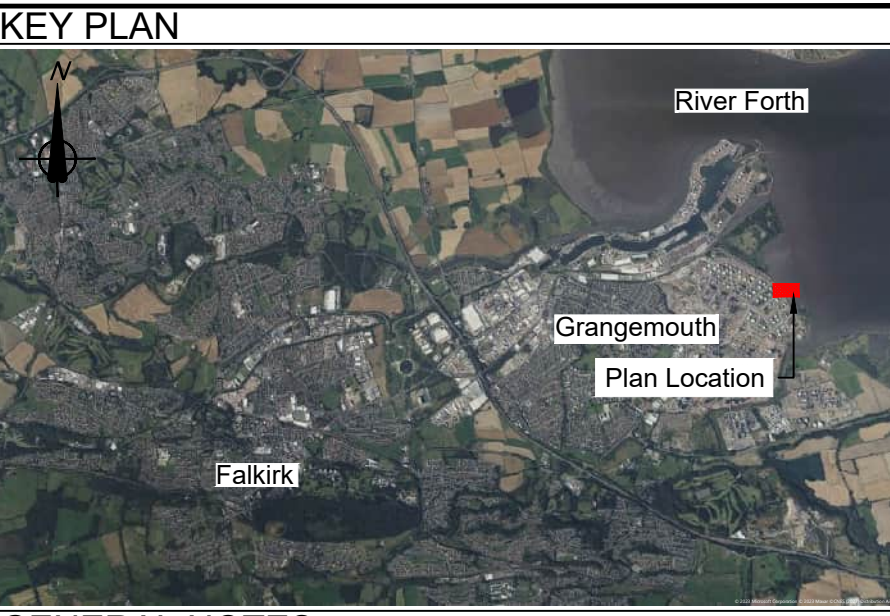 KEY PLAN
N
River Forth
Grangemouth
Plan Location
Falkirk